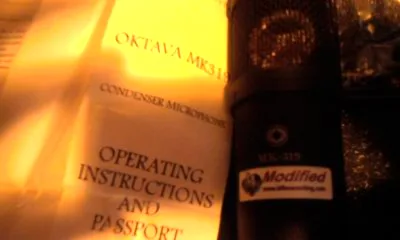 OKTAVA MK319
CONDENSER MICROPHONE
OPERATING
INSTRUCTIONS
AND
PASSPORT
MK-319
Modified